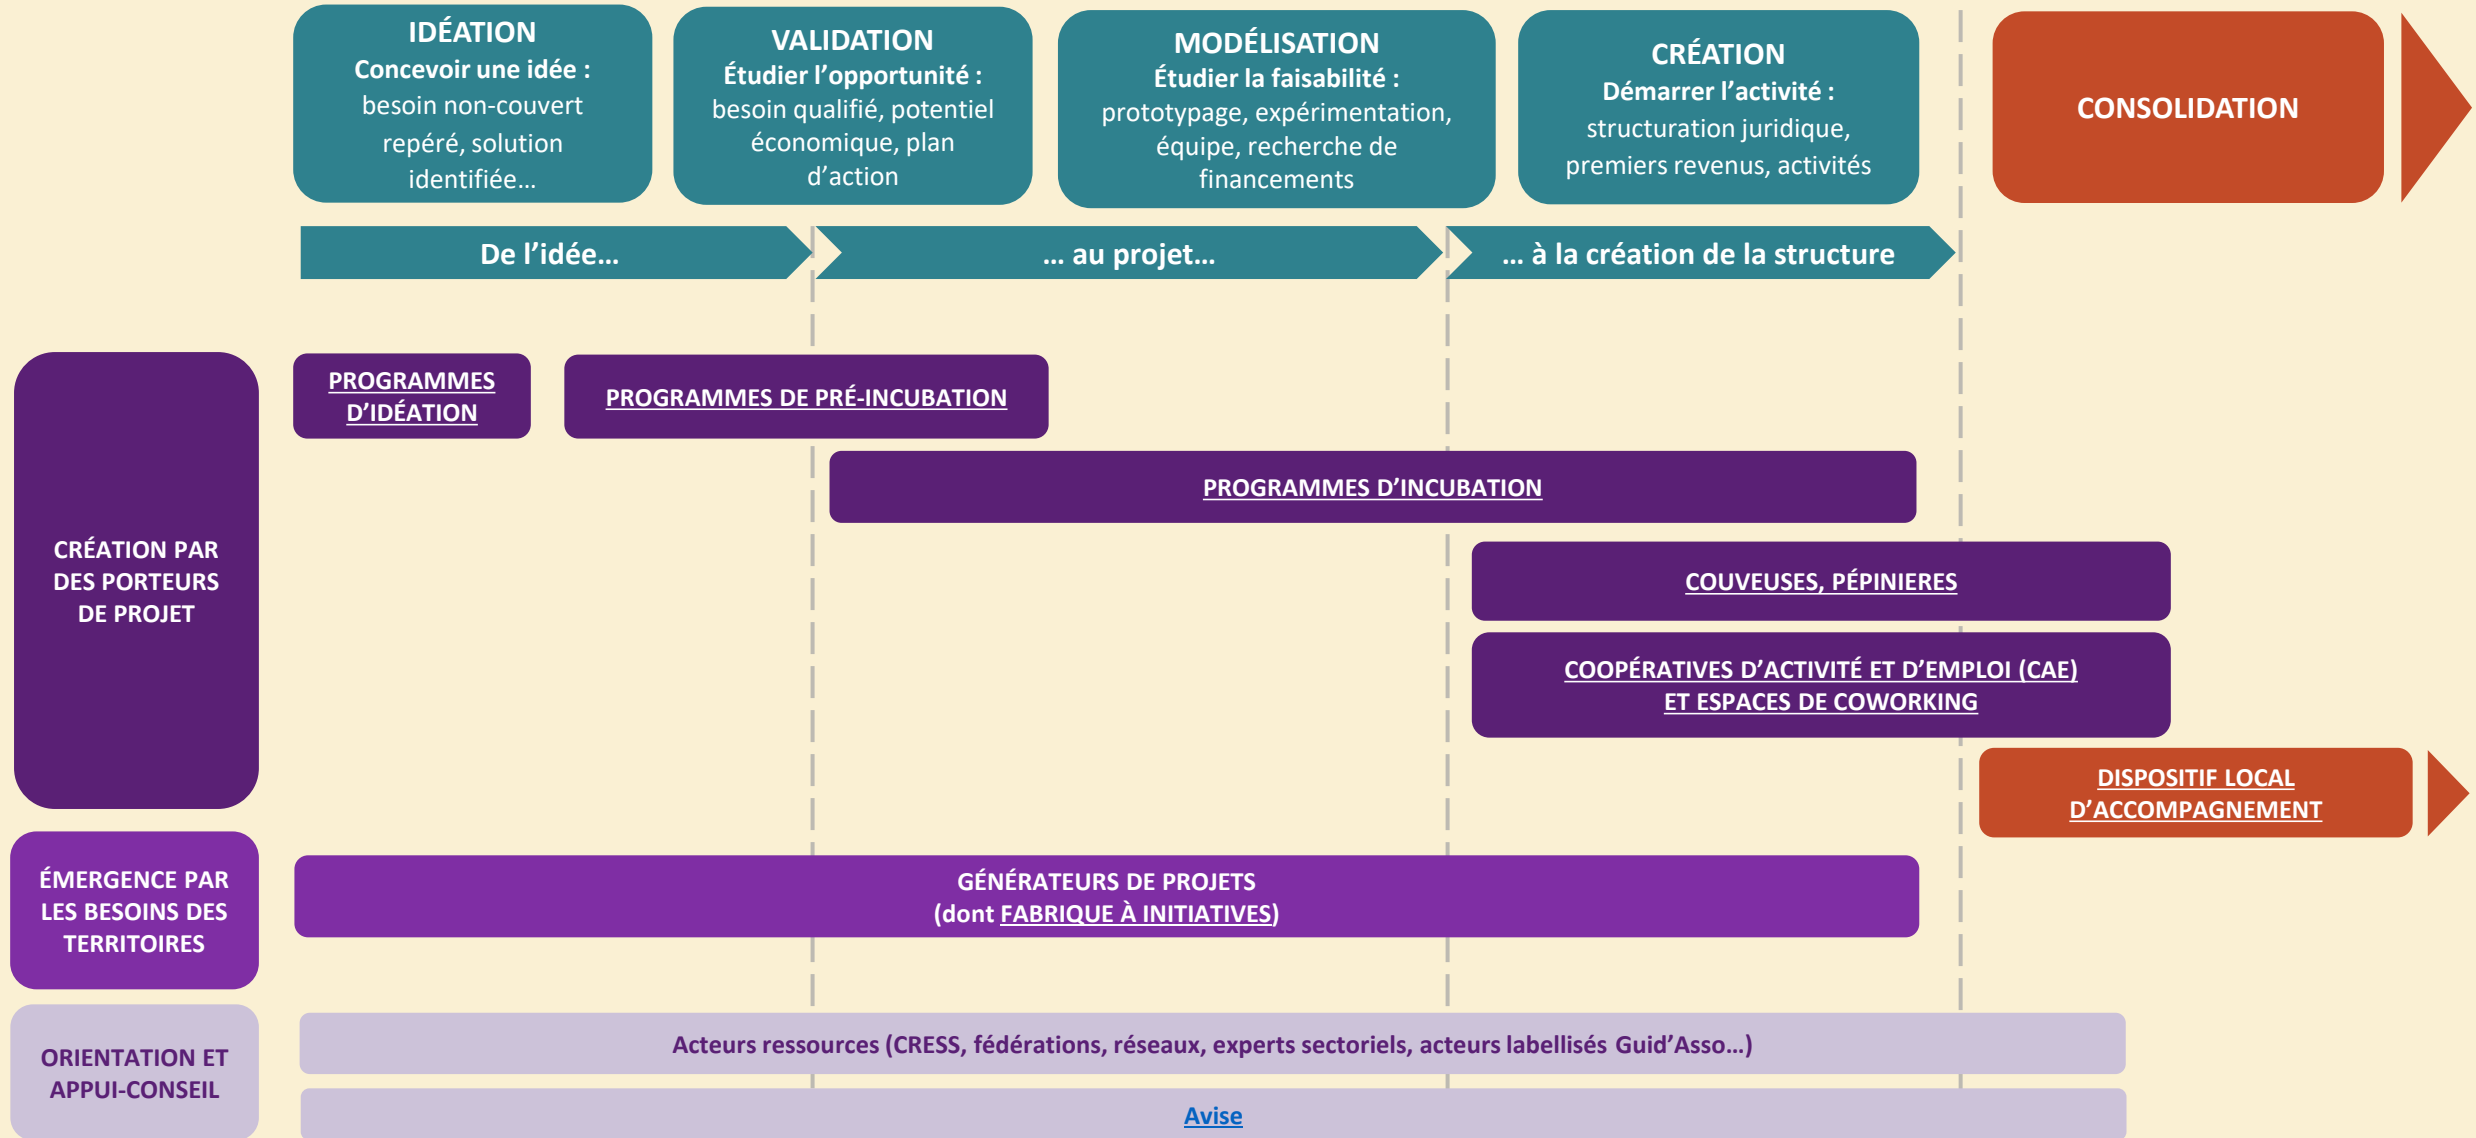 IDÉATION
Concevoir une idée :
besoin non-couvert
repéré, solution
identifiée…
VALIDATION
Étudier l’opportunité :
besoin qualifié, potentiel
économique, plan
d’action
MODÉLISATION
Étudier la faisabilité :
prototypage, expérimentation,
équipe, recherche de
financements
CRÉATION
Démarrer l’activité :
structuration juridique,
premiers revenus, activités
CONSOLIDATION
De l’idée…
… au projet…
… à la création de la structure
CRÉATION PAR
DES PORTEURS
DE PROJET
PROGRAMMES
D’IDÉATION
PROGRAMMES DE PRÉ-INCUBATION
PROGRAMMES D’INCUBATION
COUVEUSES, PÉPINIERES
COOPÉRATIVES D’ACTIVITÉ ET D’EMPLOI (CAE)
ET ESPACES DE COWORKING
DISPOSITIF LOCAL
D’ACCOMPAGNEMENT
ÉMERGENCE PAR
LES BESOINS DES
TERRITOIRES
GÉNÉRATEURS DE PROJETS
(dont FABRIQUE À INITIATIVES)
ORIENTATION ET
APPUI-CONSEIL
Acteurs ressources (CRESS, fédérations, réseaux, experts sectoriels, acteurs labellisés Guid’Asso…)
Avise